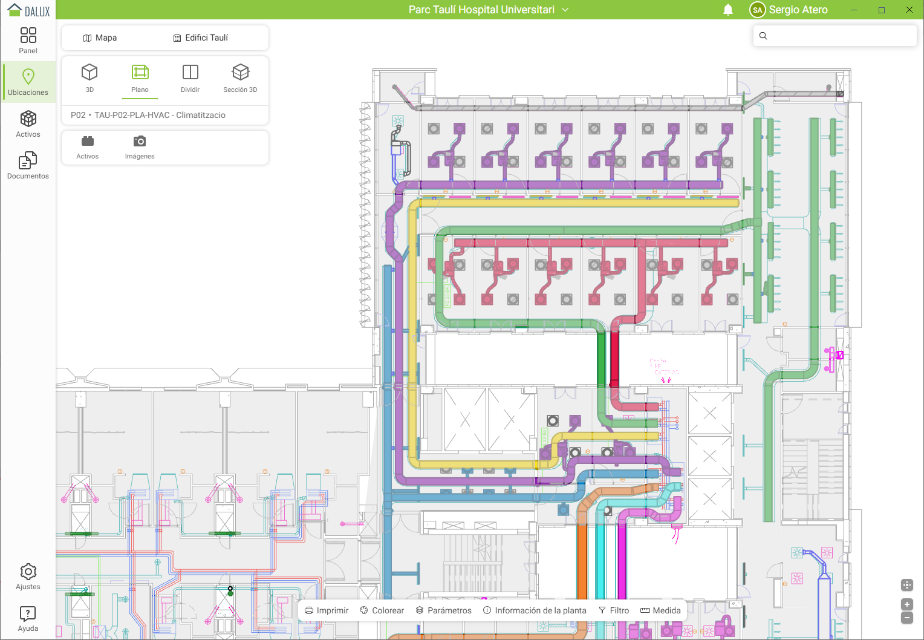 DALUX
Parc Taulí Hospital Universitari
SA
Sergio Atero
Panel
Ubicaciones
Activos
Documentos
Mapa
Edifici Taulí
3D
Plano
Dividir
Sección 3D
P02 • TAU-P02-PLA-HVAC - Climatitzacio
Activos
Imágenes
Ajustes
Ayuda
Imprimir
Colorear
Parámetros
Información de la planta
Filtro
Medida